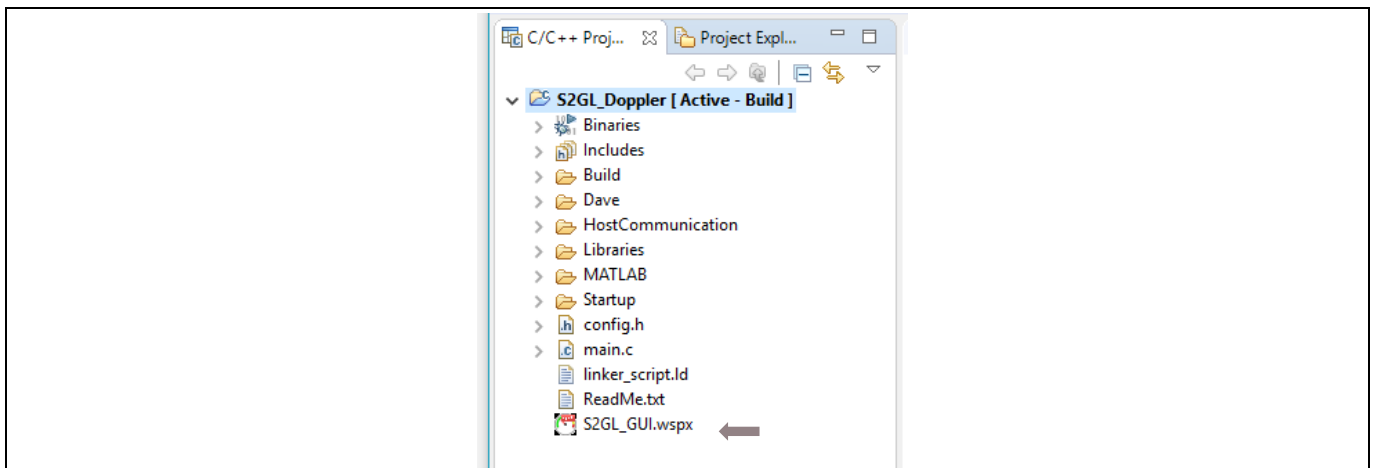 C/C++ Proj... Project Expl...
S2GL_Doppler [ Active - Build ]
Binaries
Includes
Build
Dave
HostCommunication
Libraries
MATLAB
Startup
config.h
main.c
linker_script.ld
ReadMe.txt
S2GL_GUI.wspx